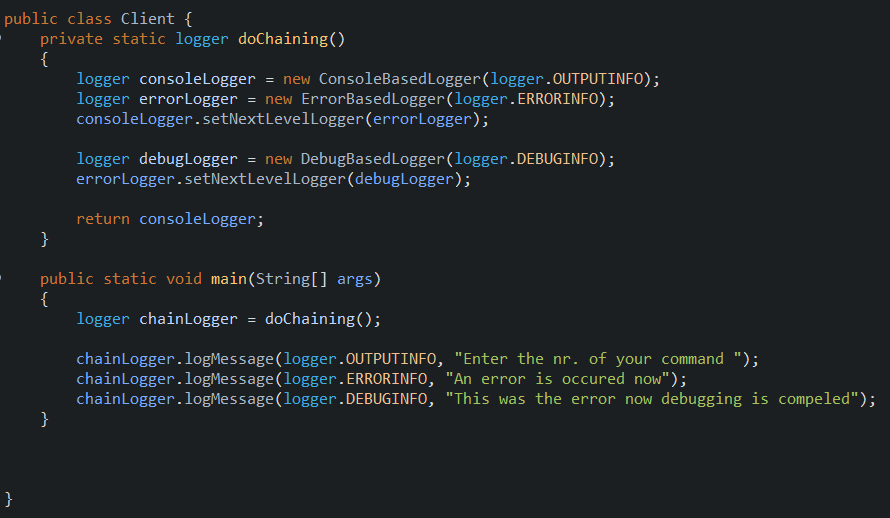 public class Client {
    private static logger doChaining()
    {
        logger consoleLogger = new ConsoleBasedLogger(logger.OUTPUTINFO);
        logger errorLogger = new ErrorBasedLogger(logger.ERRORINFO);
        consoleLogger.setNextLevelLogger(errorLogger);

        logger debugLogger = new DebugBasedLogger(logger.DEBUGINFO);
        errorLogger.setNextLevelLogger(debugLogger);

        return consoleLogger;
    }

    public static void main(String[] args)
    {
        logger chainLogger = doChaining();

        chainLogger.logMessage(logger.OUTPUTINFO, "Enter the nr. of your command ");
        chainLogger.logMessage(logger.ERRORINFO, "An error is occured now");
        chainLogger.logMessage(logger.DEBUGINFO, "This was the error now debugging is compeled");
    }

}